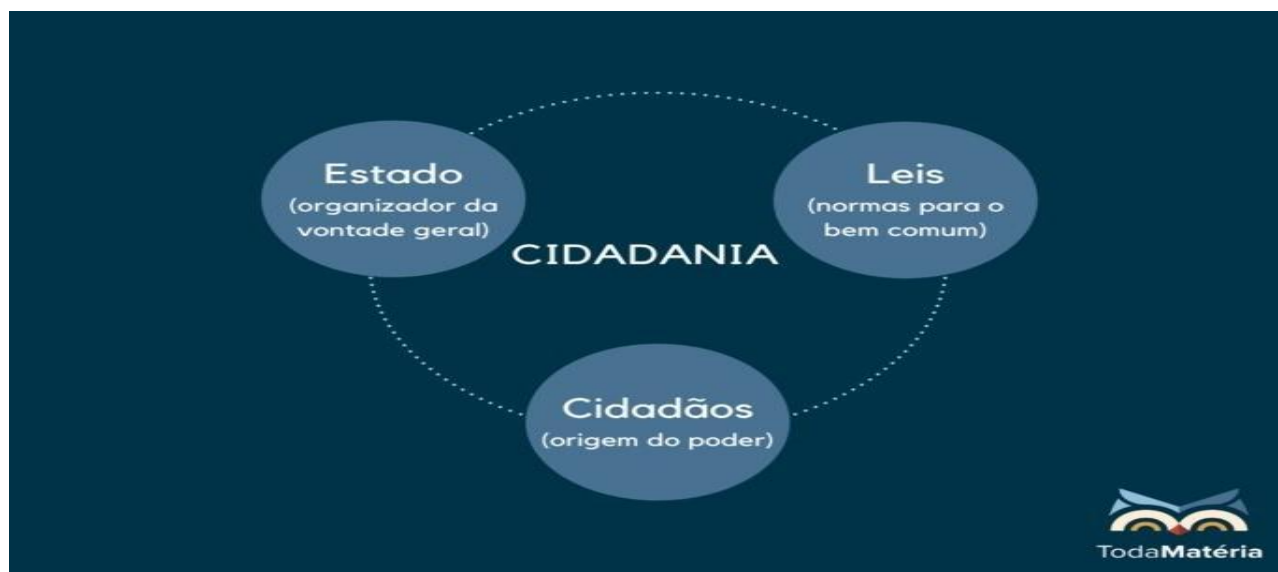 Estado
(organizador da
vontade geral)
Leis
(normas para o
bem comum)
CIDADANIA
Cidadãos
(origem do poder)
TodaMatéria